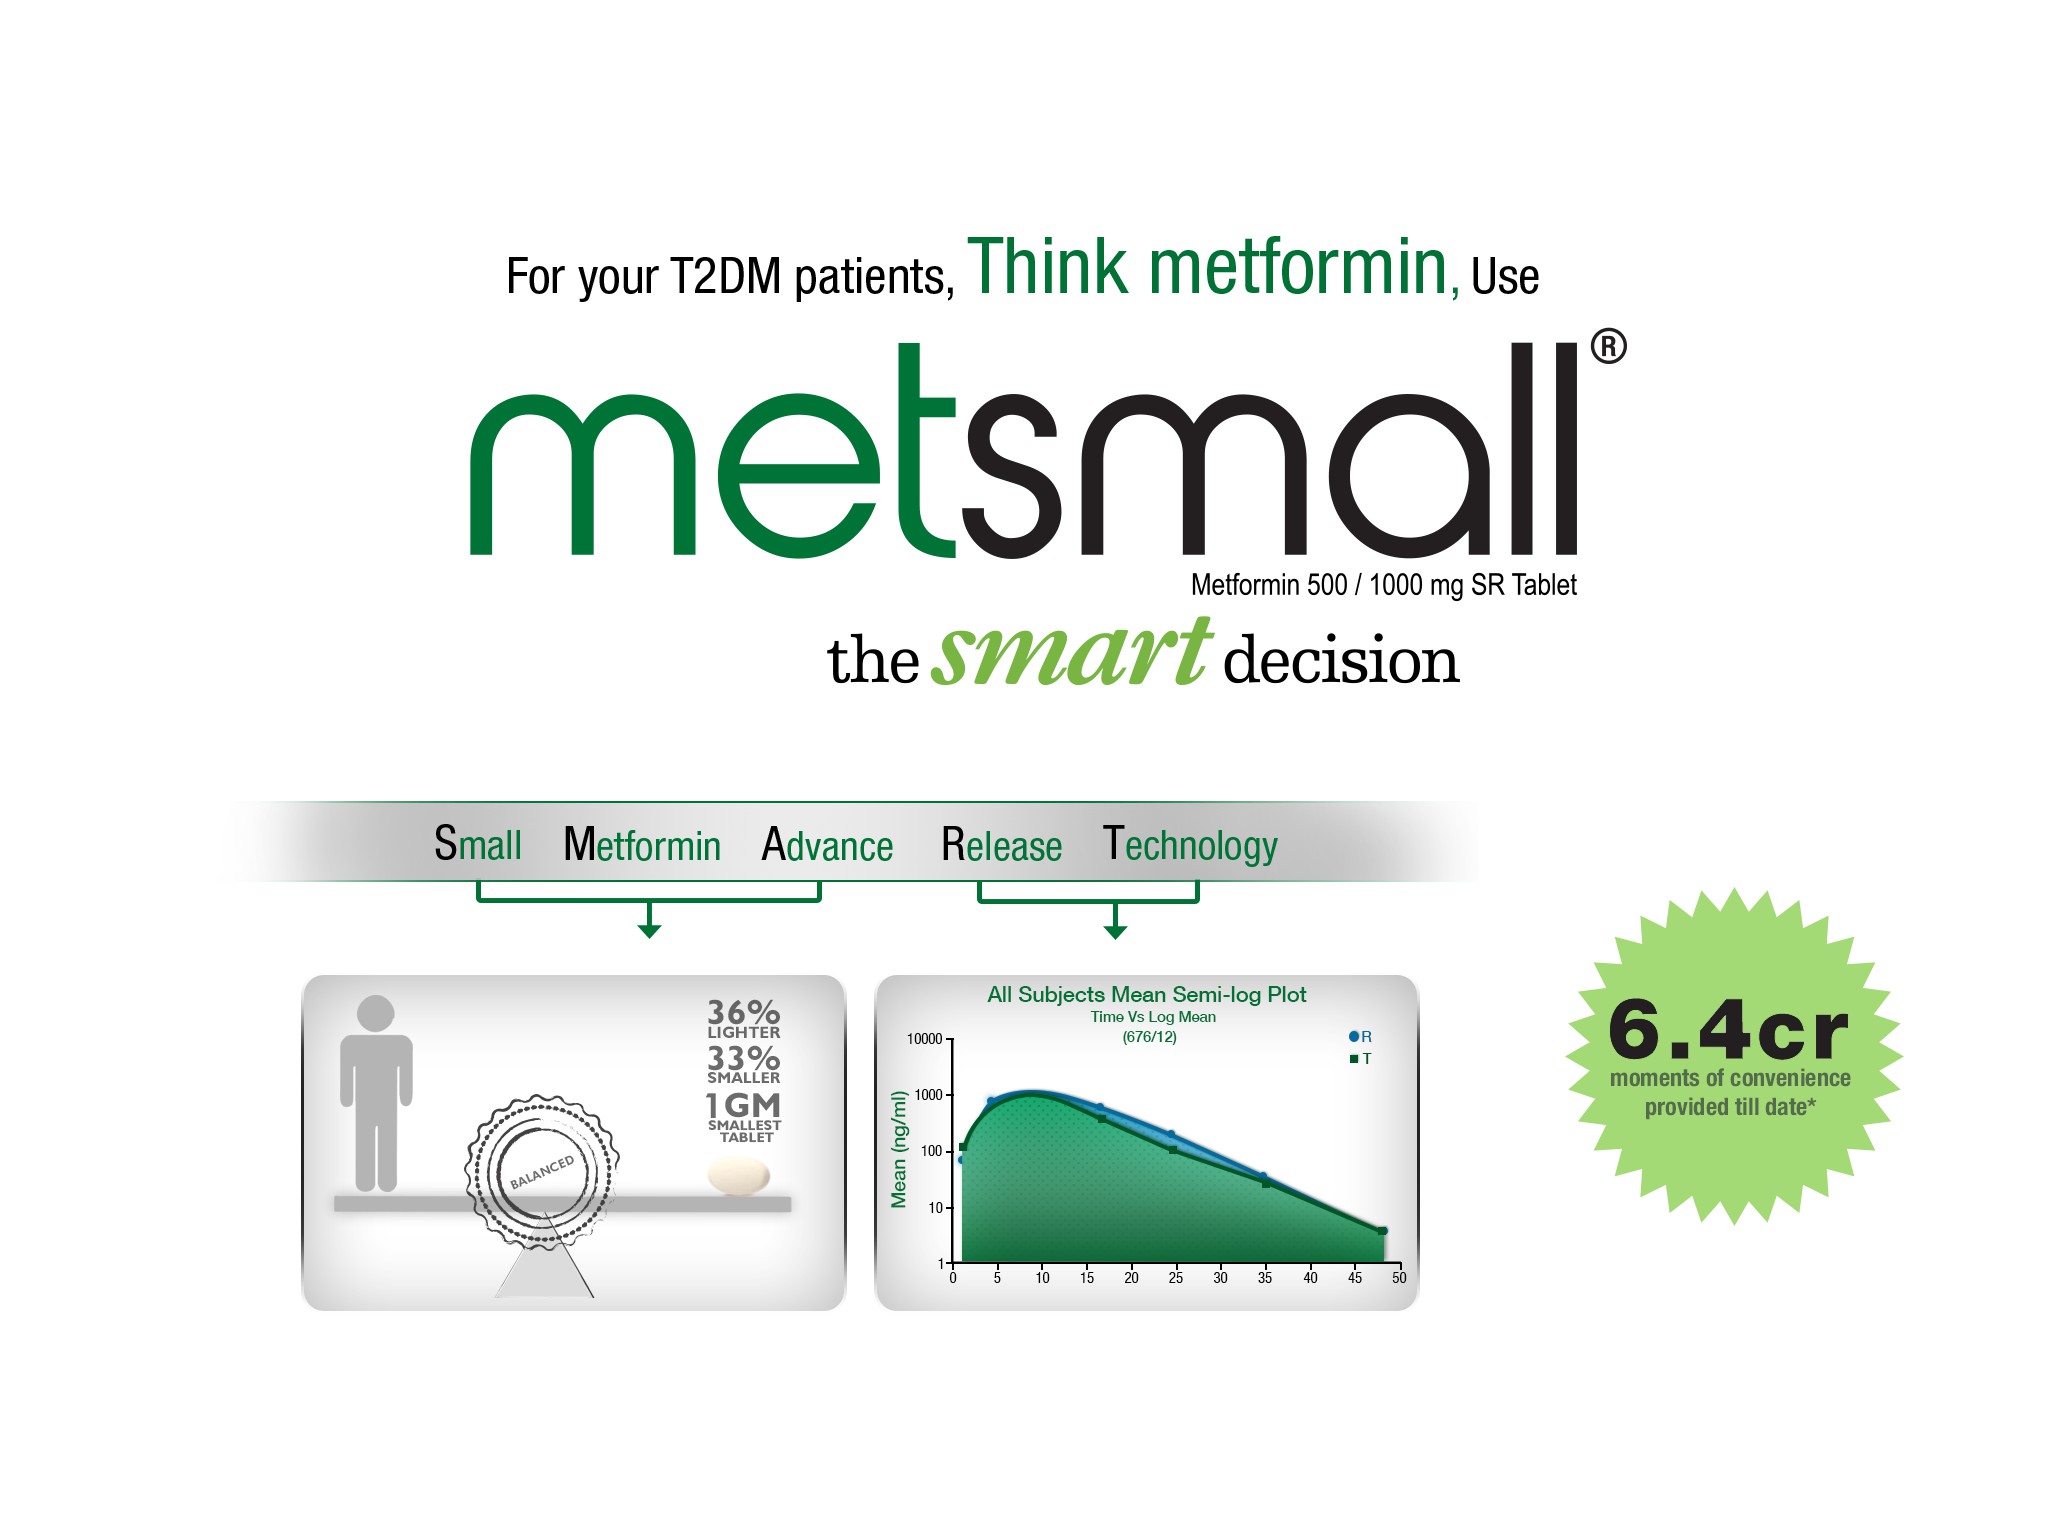 For your T2DM patients, Think metformin, Use
metsmall®
Metformin 500 / 1000 mg SR Tablet
the smart decision
Small Metformin Advance Release Technology
36%
LIGHTER
33%
SMALLER
1GM
SMALLEST
TABLET
BALANCED
All Subjects Mean Semi-log Plot
Time Vs Log Mean
(676/12)
R
T
Mean (ng/ml)
10000
1000
100
10
1
0 5 10 15 20 25 30 35 40 45 50
6.4cr
moments of convenience
provided till date*